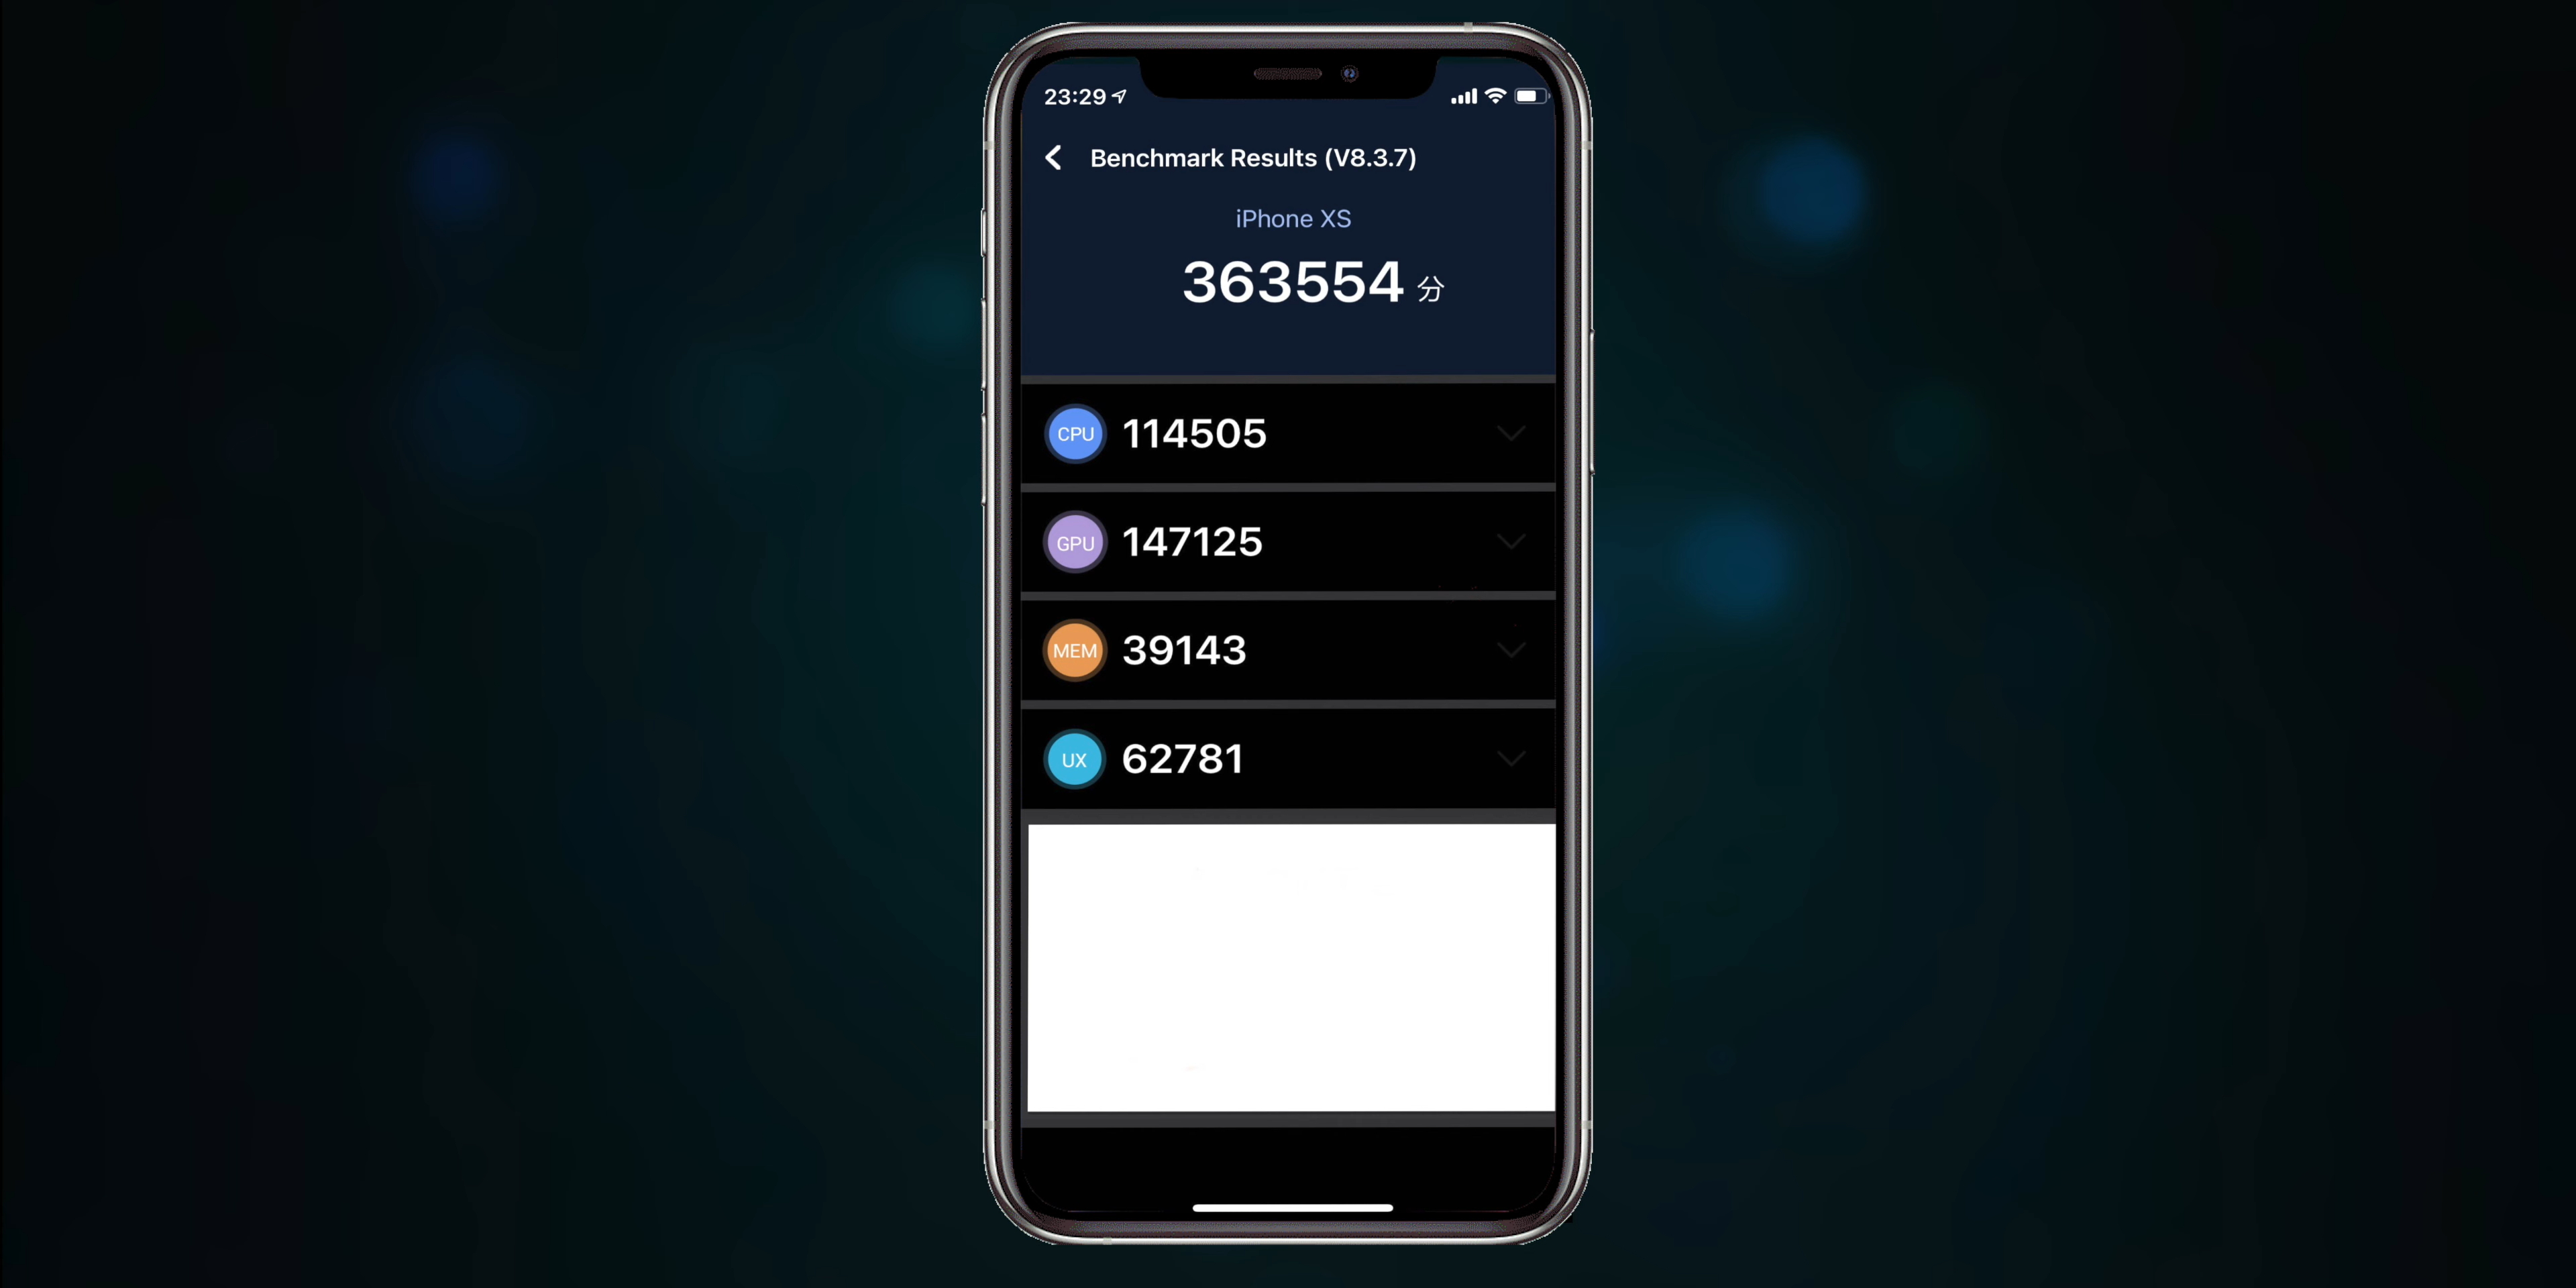 23:29
Benchmark Results (V8.3.7)
iPhone XS
363554 分
CPU 114505
GPU 147125
MEM 39143
UX 62781